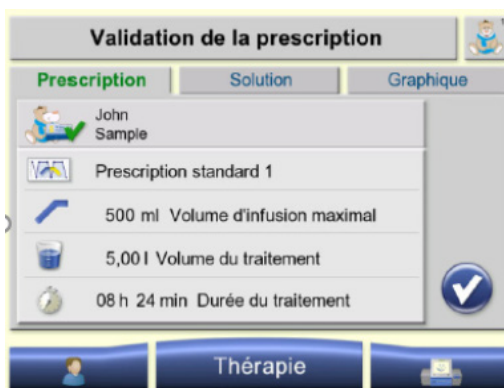 Validation de la prescription
Prescription Solution Graphique
John
Sample
Prescription standard 1
500 ml Volume d'infusion maximal
5,00 l Volume du traitement
08 h 24 min Durée du traitement
Thérapie